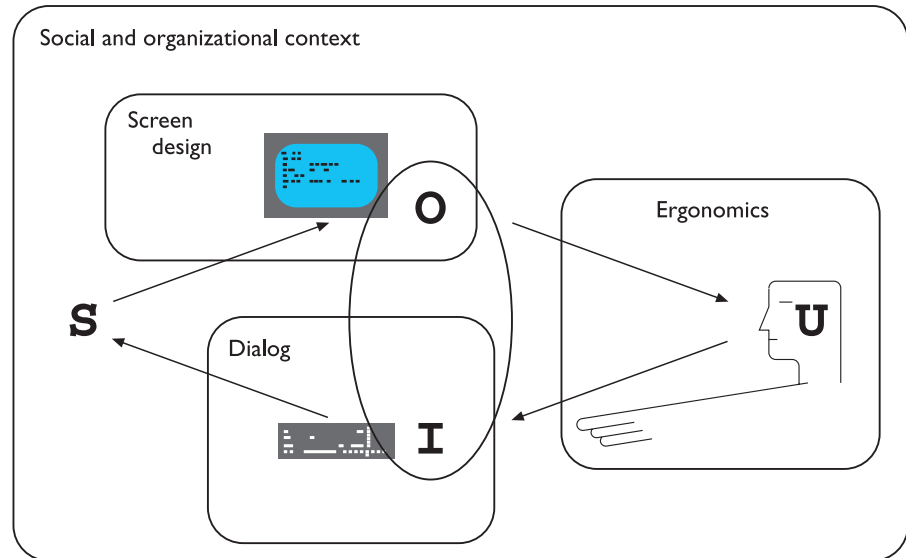 Social and organizational context
Screen
design
O
Ergonomics
S
U
Dialog
I